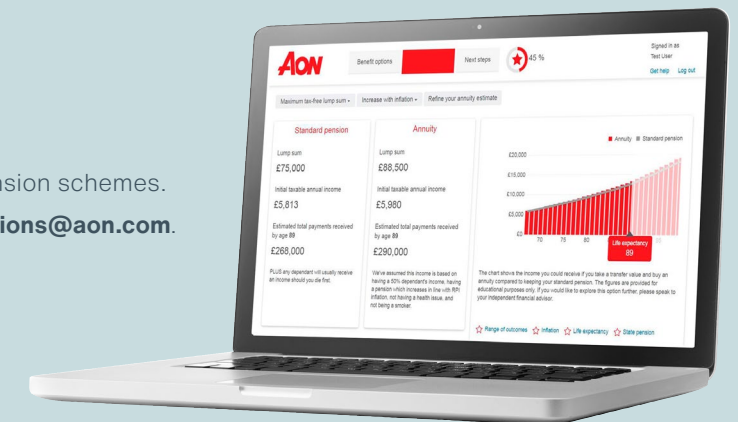 nsion schemes.
ions@aon.com.
AON
Benefit options
Next steps
45 %
Signed in as
Test User
Get help Log out
Maximum tax-free lump sum
Increase with inflation
Refine your annuity estimate
Standard pension
Lump sum
£75,000
Initial taxable annual income
£5,813
Estimated total payments received
by age 89
£268,000
PLUS any dependant will usually receive
an income should you die first.
Annuity
Lump sum
£88,500
Initial taxable annual income
£5,980
Estimated total payments received
by age 89
£290,000
We've assumed this income is based on
having a 50% dependant's income, having
a pension which increases in line with RPI
inflation, not having a health issue, and
not being a smoker.
Annuity Standard pension
£20,000
£15,000
£10,000
£5,000
£0
70 75 80
Life expectancy
89
The chart shows the income you could receive if you take a transfer value and buy an
annuity compared to keeping your standard pension. The figures are provided for
educational purposes only. If you would like to explore this option further, please speak to
your independent financial advisor.
Range of outcomes Inflation Life expectancy State pension